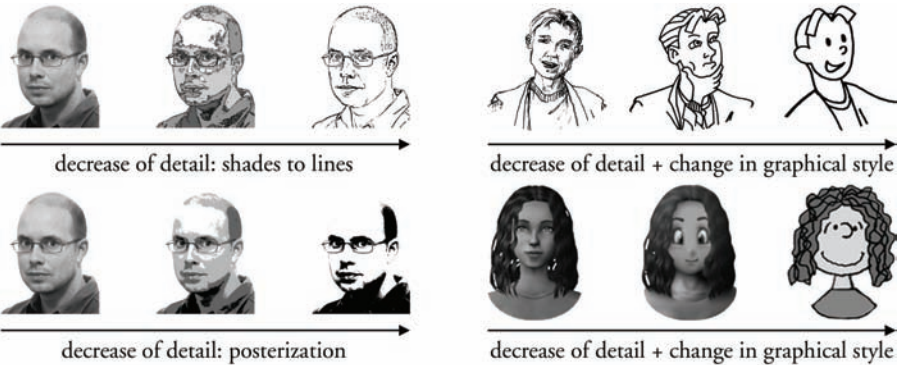 decrease of detail: shades to lines
decrease of detail + change in graphical style
decrease of detail: posterization
decrease of detail + change in graphical style